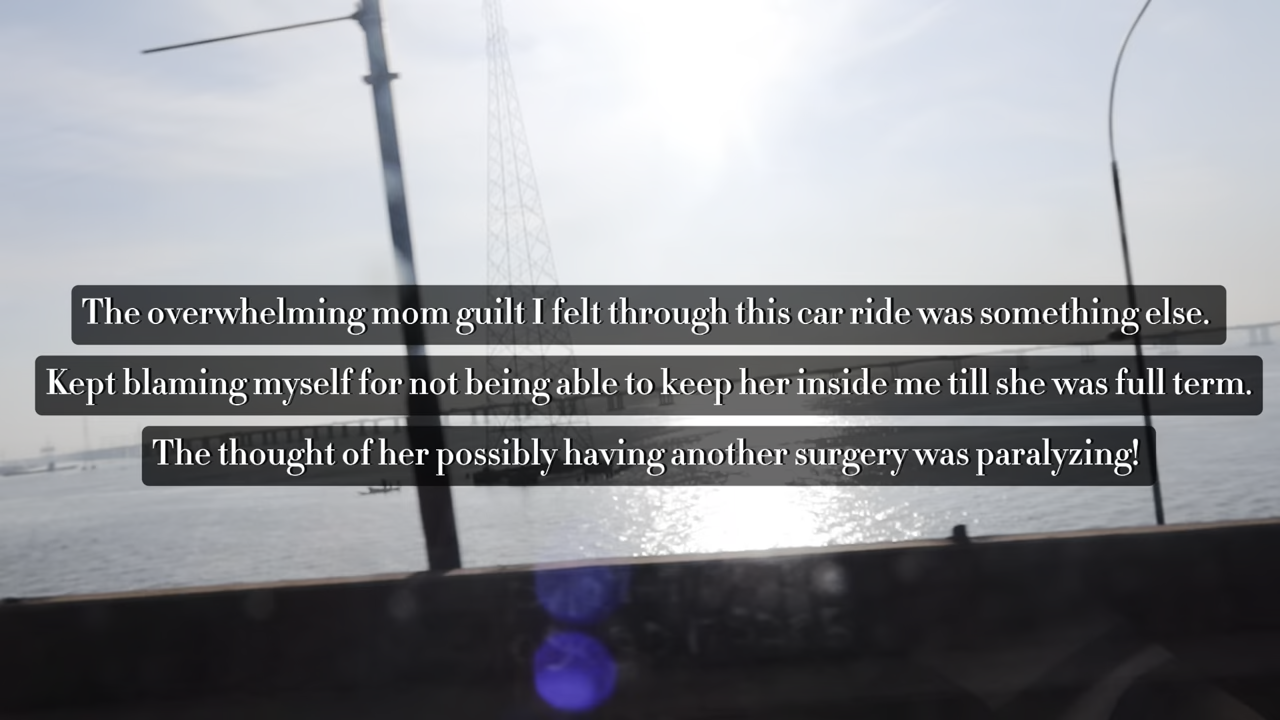 The overwhelming mom guilt I felt through this car ride was something else.
Kept blaming myself for not being able to keep her inside me till she was full term.
The thought of her possibly having another surgery was paralyzing!